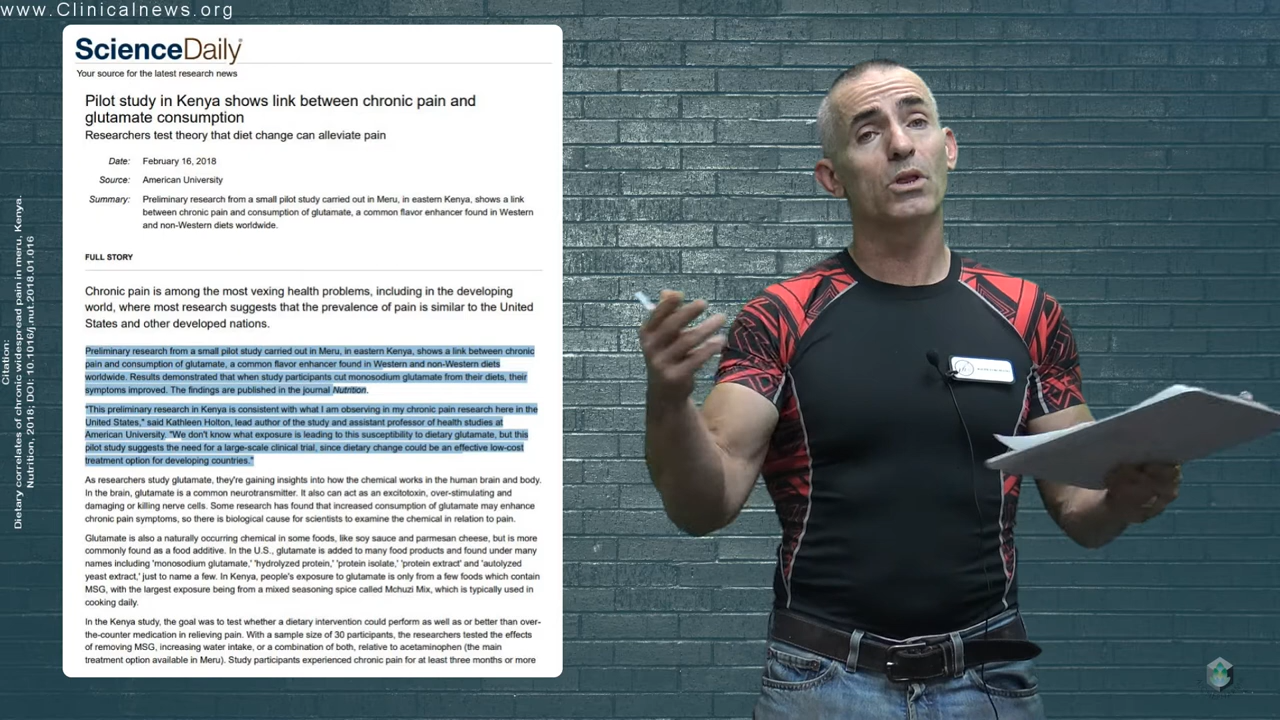 www.Clinicalnews.org
ScienceDaily
Your source for the latest research news
Pilot study in Kenya shows link between chronic pain and
glutamate consumption
Researchers test theory that diet change can alleviate pain
Date: February 16, 2018
Source: American University
Summary: Preliminary research from a small pilot study carried out in Meru, in eastern Kenya, shows a link
between chronic pain and consumption of glutamate, a common flavor enhancer found in Western
and non-Western diets worldwide.
FULL STORY
Chronic pain is among the most vexing health problems, including in the developing
world, where most research suggests that the prevalence of pain is similar to the United
States and other developed nations.
Preliminary research from a small pilot study carried out in Meru, in eastern Kenya, shows a link between chronic
pain and consumption of glutamate, a common flavor enhancer found in Western and non-Western diets
worldwide. Results demonstrated that when study participants cut monosodium glutamate from their diets, their
symptoms improved. The findings are published in the journal Nutrition.
"This preliminary research in Kenya is consistent with what I am observing in my chronic pain research here in the
United States," said Kathleen Holton, lead author of the study and assistant professor of health studies at
American University. "We don't know what exposure is leading to this susceptibility to dietary glutamate, but this
pilot study suggests the need for a large-scale clinical trial, since dietary change could be an effective low-cost
treatment option for developing countries."
As researchers study glutamate, they're gaining insights into how the chemical works in the human brain and body.
In the brain, glutamate is a common neurotransmitter. It also can act as an excitotoxin, over-stimulating and
damaging or killing nerve cells. Some research has found that increased consumption of glutamate may enhance
chronic pain symptoms, so there is biological cause for scientists to examine the chemical in relation to pain.
Glutamate is also a naturally occurring chemical in some foods, like soy sauce and parmesan cheese, but is more
commonly found as a food additive. In the U.S., glutamate is added to many food products and found under many
names including 'monosodium glutamate,' 'hydrolyzed protein,' 'protein isolate,' 'protein extract' and 'autolyzed
yeast extract,' just to name a few. In Kenya, people's exposure to glutamate is only from a few foods which contain
MSG, with the largest exposure being from a mixed seasoning spice called Mchuzi Mix, which is typically used in
cooking daily.
In the Kenya study, the goal was to test whether a dietary intervention could perform as well as or better than over-
the-counter medication in relieving pain. With a sample size of 30 participants, the researchers tested the effects
of removing MSG, increasing water intake, or a combination of both, relative to acetaminophen (the main
treatment option available in Meru). Study participants experienced chronic pain for at least three months or more
Citation:
Dietary correlates of chronic widespread pain in meru, Kenya.
Nutrition, 2018; DOI: 10.1016/j.nut.2018.01.016